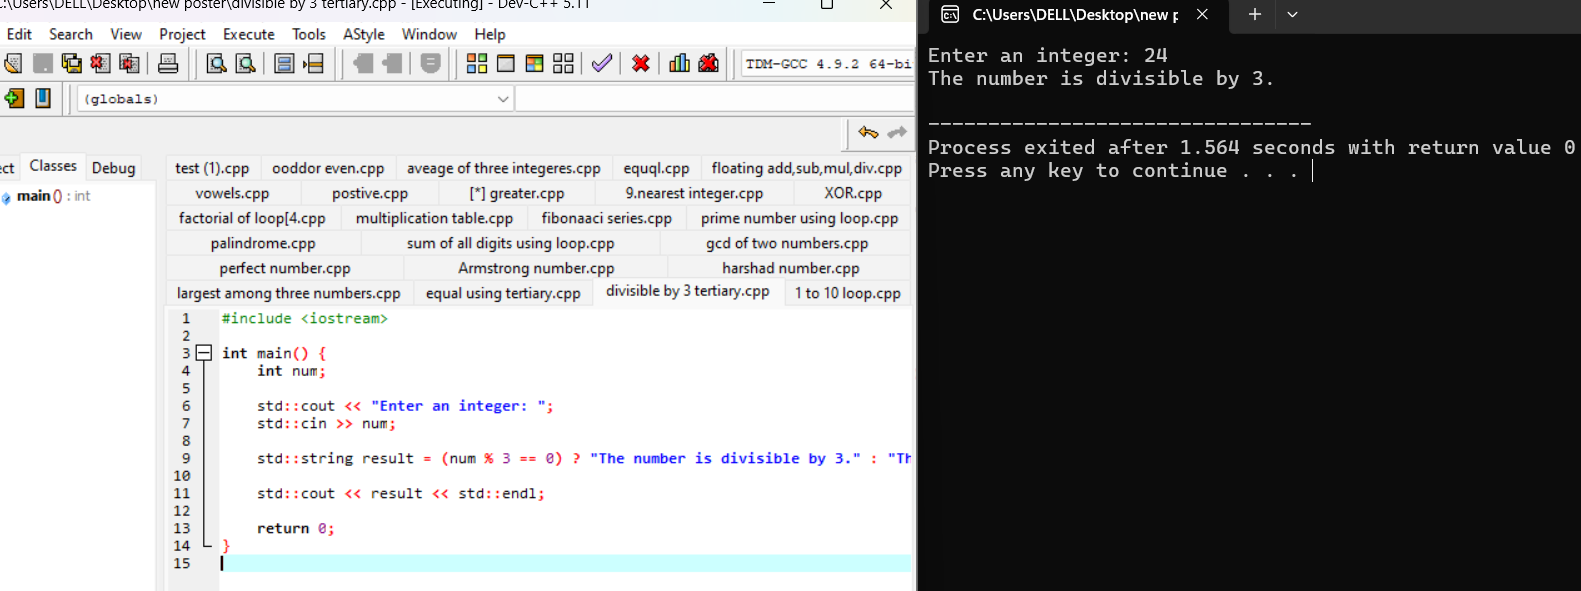 :\Users\DELL\Desktop\new poster\divisible by 3 tertiary.cpp - [Executing] - Dev-C++ 5.11
Edit Search View Project Execute Tools AStyle Window Help
TDM-GCC 4.9.2 64-bi
(globals)
ct Classes Debug
main () : int
test (1).cpp ooddor even.cpp aveage of three integeres.cpp equql.cpp floating add,sub,mul,div.cpp
vowels.cpp postive.cpp [*] greater.cpp 9.nearest integer.cpp XOR.cpp
factorial of loop[4.cpp multiplication table.cpp fibonaaci series.cpp prime number using loop.cpp
palindrome.cpp sum of all digits using loop.cpp gcd of two numbers.cpp
perfect number.cpp Armstrong number.cpp harshad number.cpp
largest among three numbers.cpp equal using tertiary.cpp divisible by 3 tertiary.cpp 1 to 10 loop.cpp
1 #include <iostream>
2
3 int main() {
4 int num;
5
6 std::cout << "Enter an integer: ";
7 std::cin >> num;
8
9 std::string result = (num % 3 == 0) ? "The number is divisible by 3." : "Th
10
11 std::cout << result << std::endl;
12
13 return 0;
14 }
15
C:\Users\DELL\Desktop\new p
Enter an integer: 24
The number is divisible by 3.
--------------------------------
Process exited after 1.564 seconds with return value 0
Press any key to continue . . .